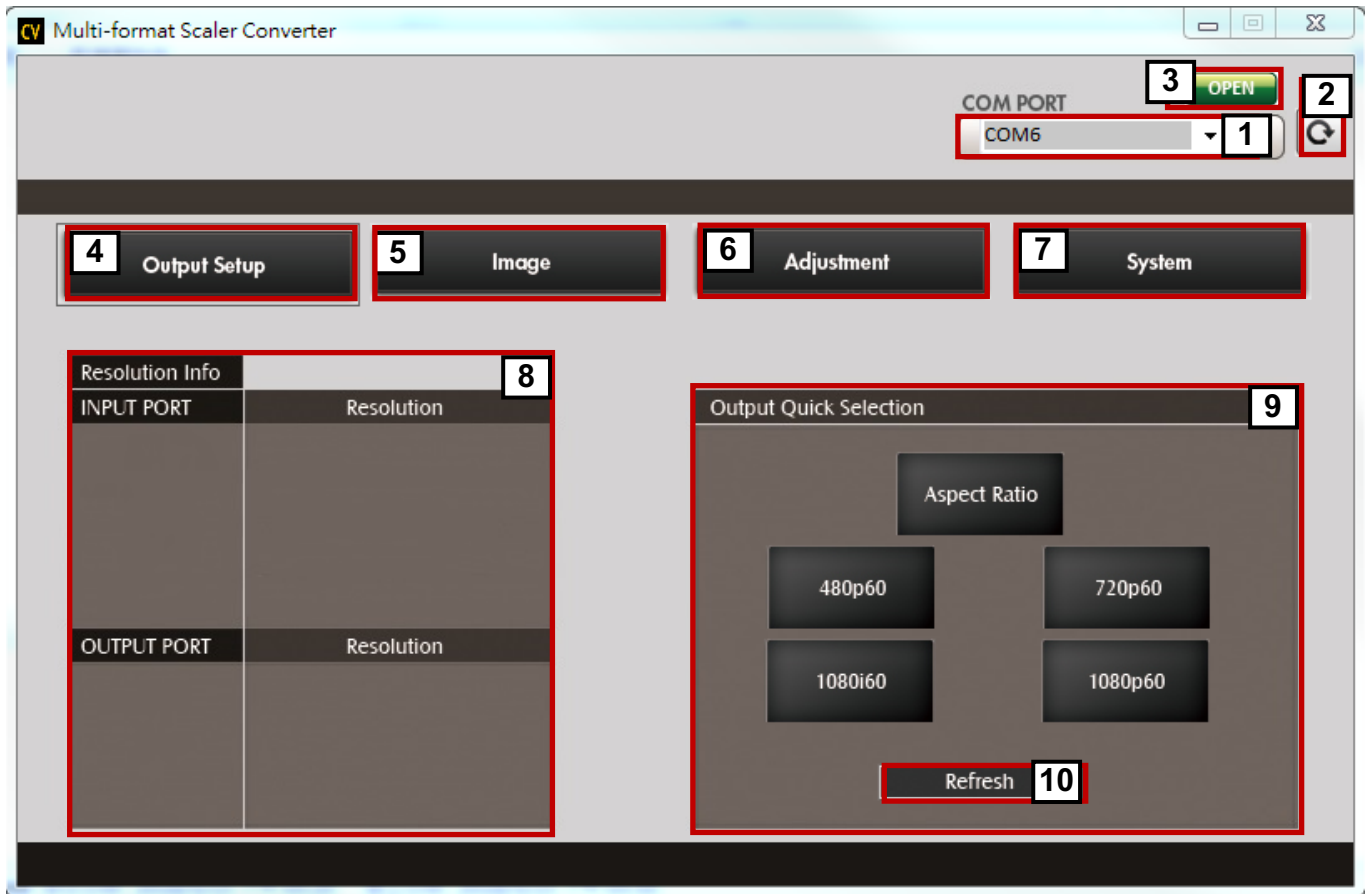 CV Multi-format Scaler Converter
3 OPEN 2
COM PORT
COM6 1
4 Output Setup
5 Image
6 Adjustment
7 System
Resolution Info 8
INPUT PORT Resolution
OUTPUT PORT Resolution
Output Quick Selection 9
Aspect Ratio
480p60 720p60
1080i60 1080p60
Refresh 10